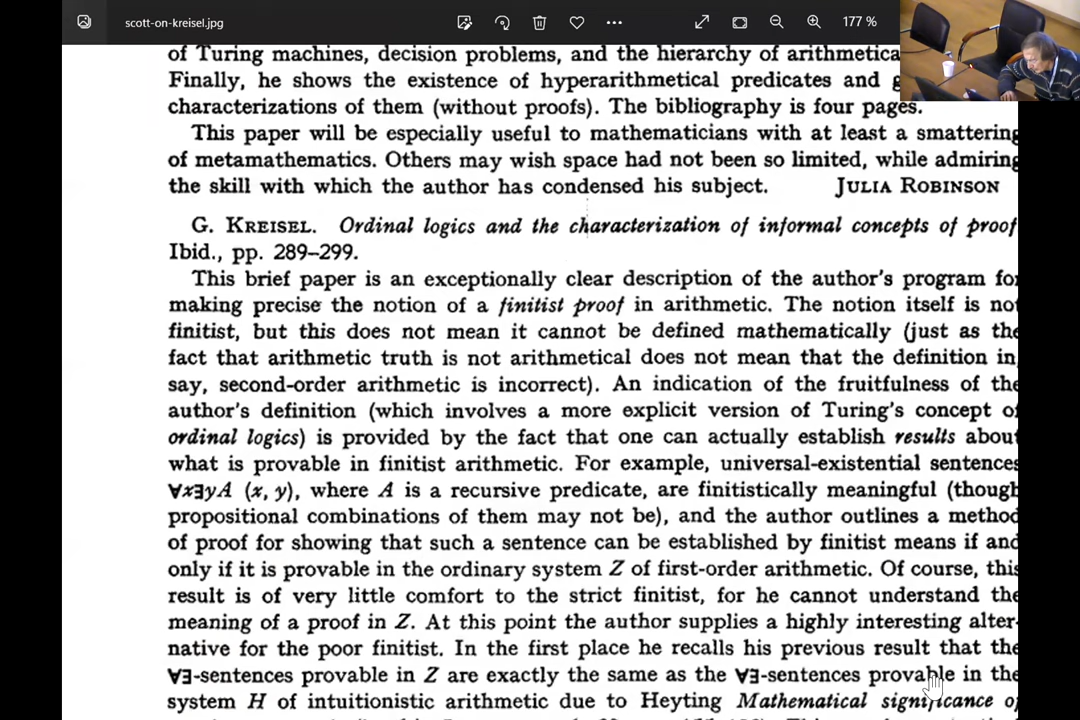 scott-on-kreisel.jpg
177 %
of Turing machines, decision problems, and the hierarchy of arithmetica
Finally, he shows the existence of hyperarithmetical predicates and g
characterizations of them (without proofs). The bibliography is four pages.
This paper will be especially useful to mathematicians with at least a smattering
of metamathematics. Others may wish space had not been so limited, while admiring
the skill with which the author has condensed his subject. JULIA ROBINSON
G. KREISEL. Ordinal logics and the characterization of informal concepts of proof
Ibid., pp. 289–299.
This brief paper is an exceptionally clear description of the author's program for
making precise the notion of a finitist proof in arithmetic. The notion itself is not
finitist, but this does not mean it cannot be defined mathematically (just as the
fact that arithmetic truth is not arithmetical does not mean that the definition in,
say, second-order arithmetic is incorrect). An indication of the fruitfulness of the
author's definition (which involves a more explicit version of Turing's concept of
ordinal logics) is provided by the fact that one can actually establish results about
what is provable in finitist arithmetic. For example, universal-existential sentences
∀x∃yA (x, y), where A is a recursive predicate, are finitistically meaningful (though
propositional combinations of them may not be), and the author outlines a method
of proof for showing that such a sentence can be established by finitist means if and
only if it is provable in the ordinary system Z of first-order arithmetic. Of course, this
result is of very little comfort to the strict finitist, for he cannot understand the
meaning of a proof in Z. At this point the author supplies a highly interesting alter-
native for the poor finitist. In the first place he recalls his previous result that the
∀∃-sentences provable in Z are exactly the same as the ∀∃-sentences provable in the
system H of intuitionistic arithmetic due to Heyting Mathematical significance of